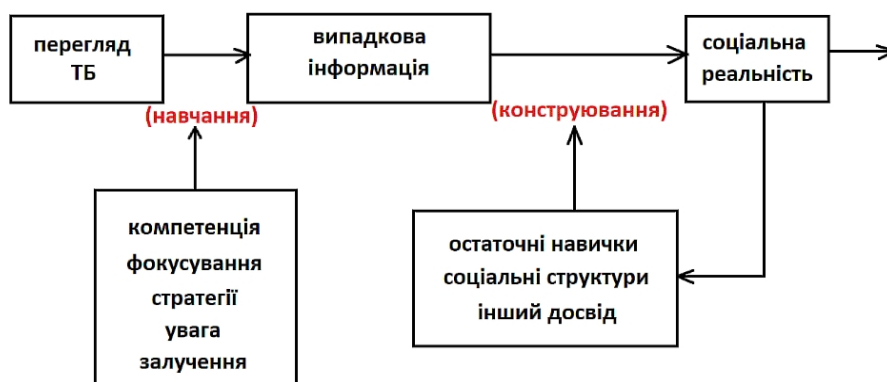 перегляд
ТБ
випадкова
інформація
соціальна
реальність
(навчання)
(конструювання)
компетенція
фокусування
стратегії
увага
залучення
остаточні навички
соціальні структури
інший досвід